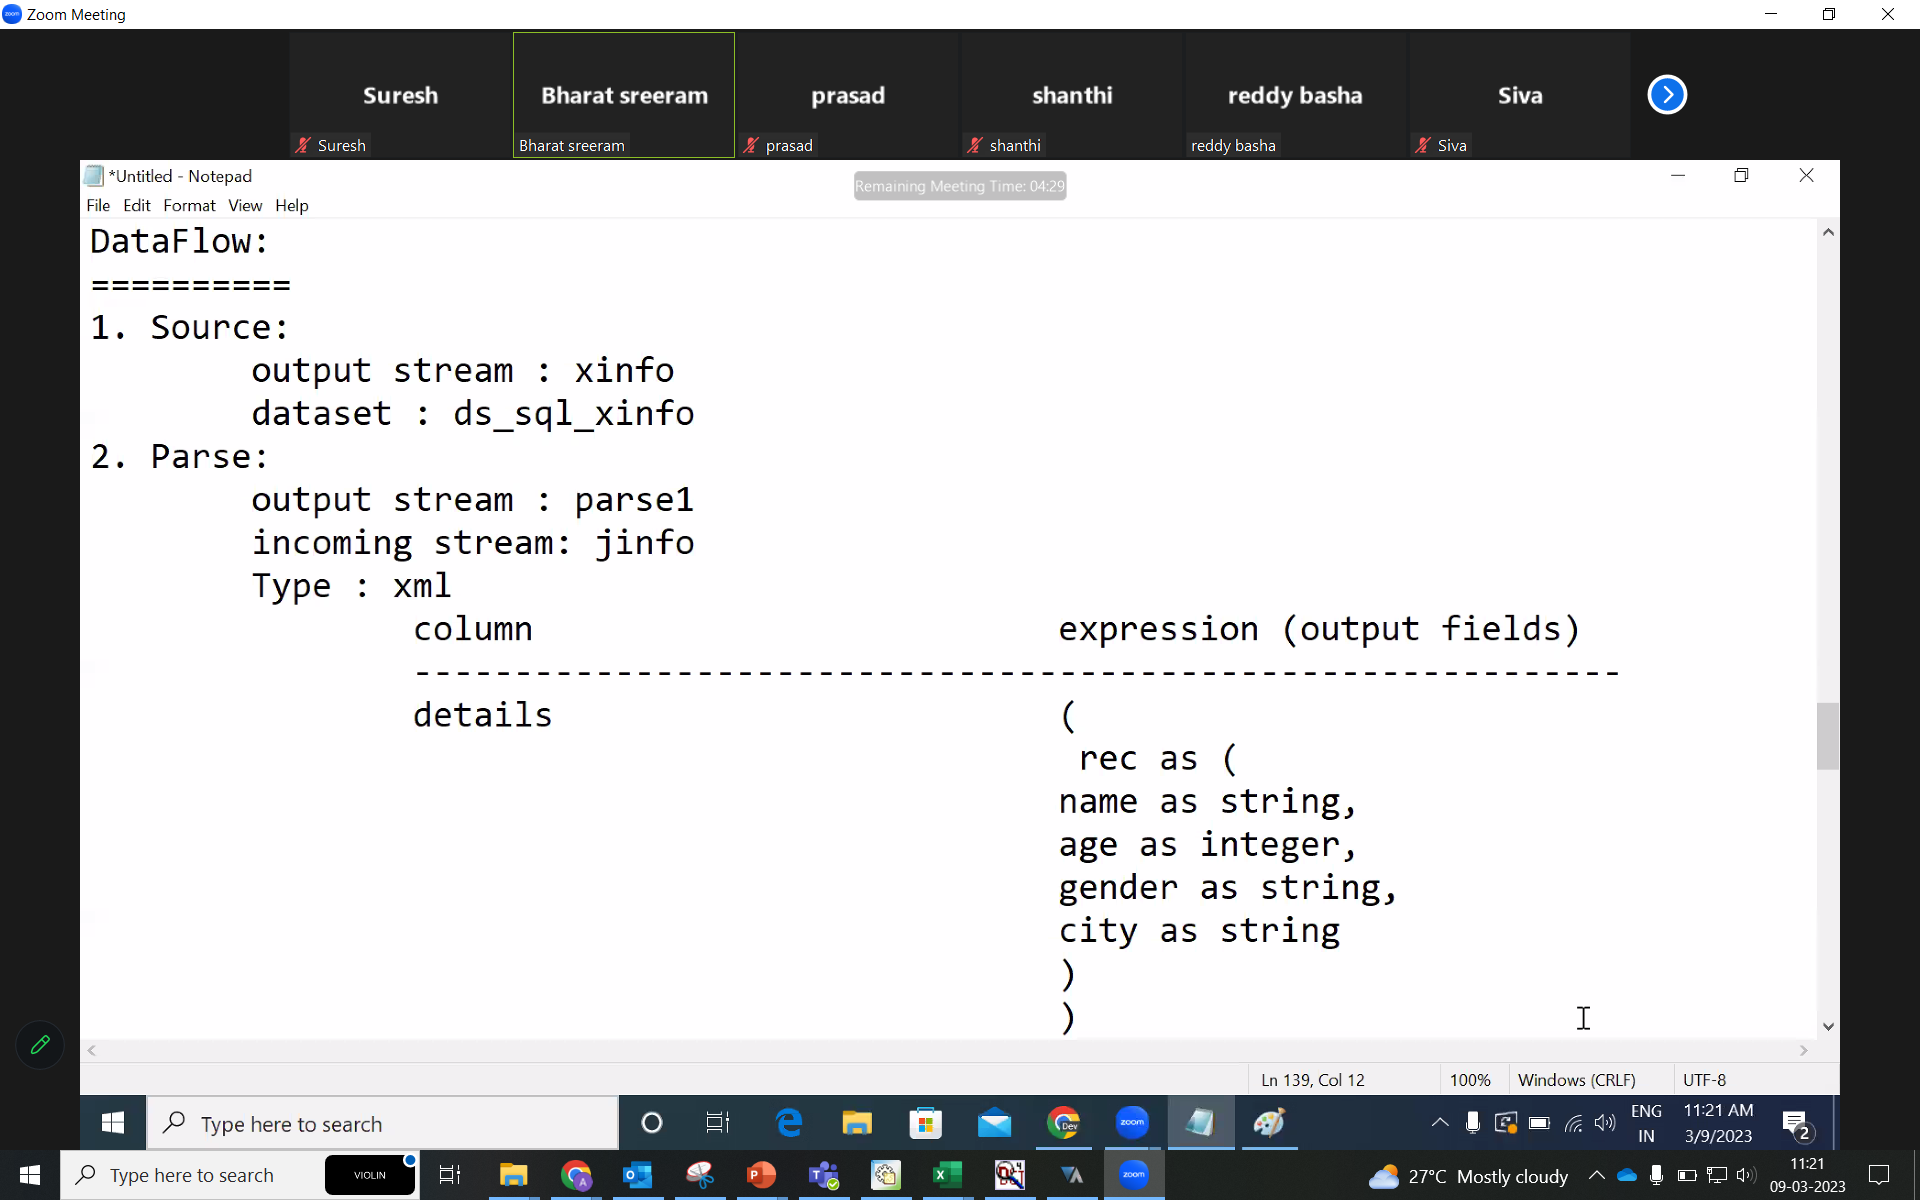 Zoom Meeting
Suresh
Bharat sreeram
prasad
shanthi
reddy basha
Siva
Suresh
Bharat sreeram
prasad
shanthi
reddy basha
Siva
*Untitled - Notepad
Remaining Meeting Time: 04:29
File Edit Format View Help
DataFlow:
==========
1. Source:
output stream : xinfo
dataset : ds_sql_xinfo
2. Parse:
output stream : parse1
incoming stream: jinfo
Type : xml
column expression (output fields)
------------------------------------------------------------
details (
rec as (
name as string,
age as integer,
gender as string,
city as string
)
)
Ln 139, Col 12 100% Windows (CRLF) UTF-8
Type here to search
Dev
zoom
ENG
IN
11:21 AM
3/9/2023
2
Type here to search
VIOLIN
zoom
27°C Mostly cloudy
11:21
09-03-2023